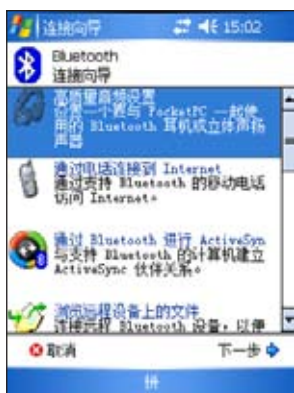 连接向导 15:02
Bluetooth
连接向导
高质量音频设置
设置一个要与 PocketPC 一起使
用的 Bluetooth 耳机或立体声扬
声器
通过电话连接到 Internet
通过支持 Bluetooth 的移动电话
访问 Internet。
通过 Bluetooth 进行 ActiveSyn
与支持 Bluetooth 的计算机建立
ActiveSync 伙伴关系。
浏览远程设备上的文件
连接远程 Bluetooth 设备，以便
取消 下一步
拼